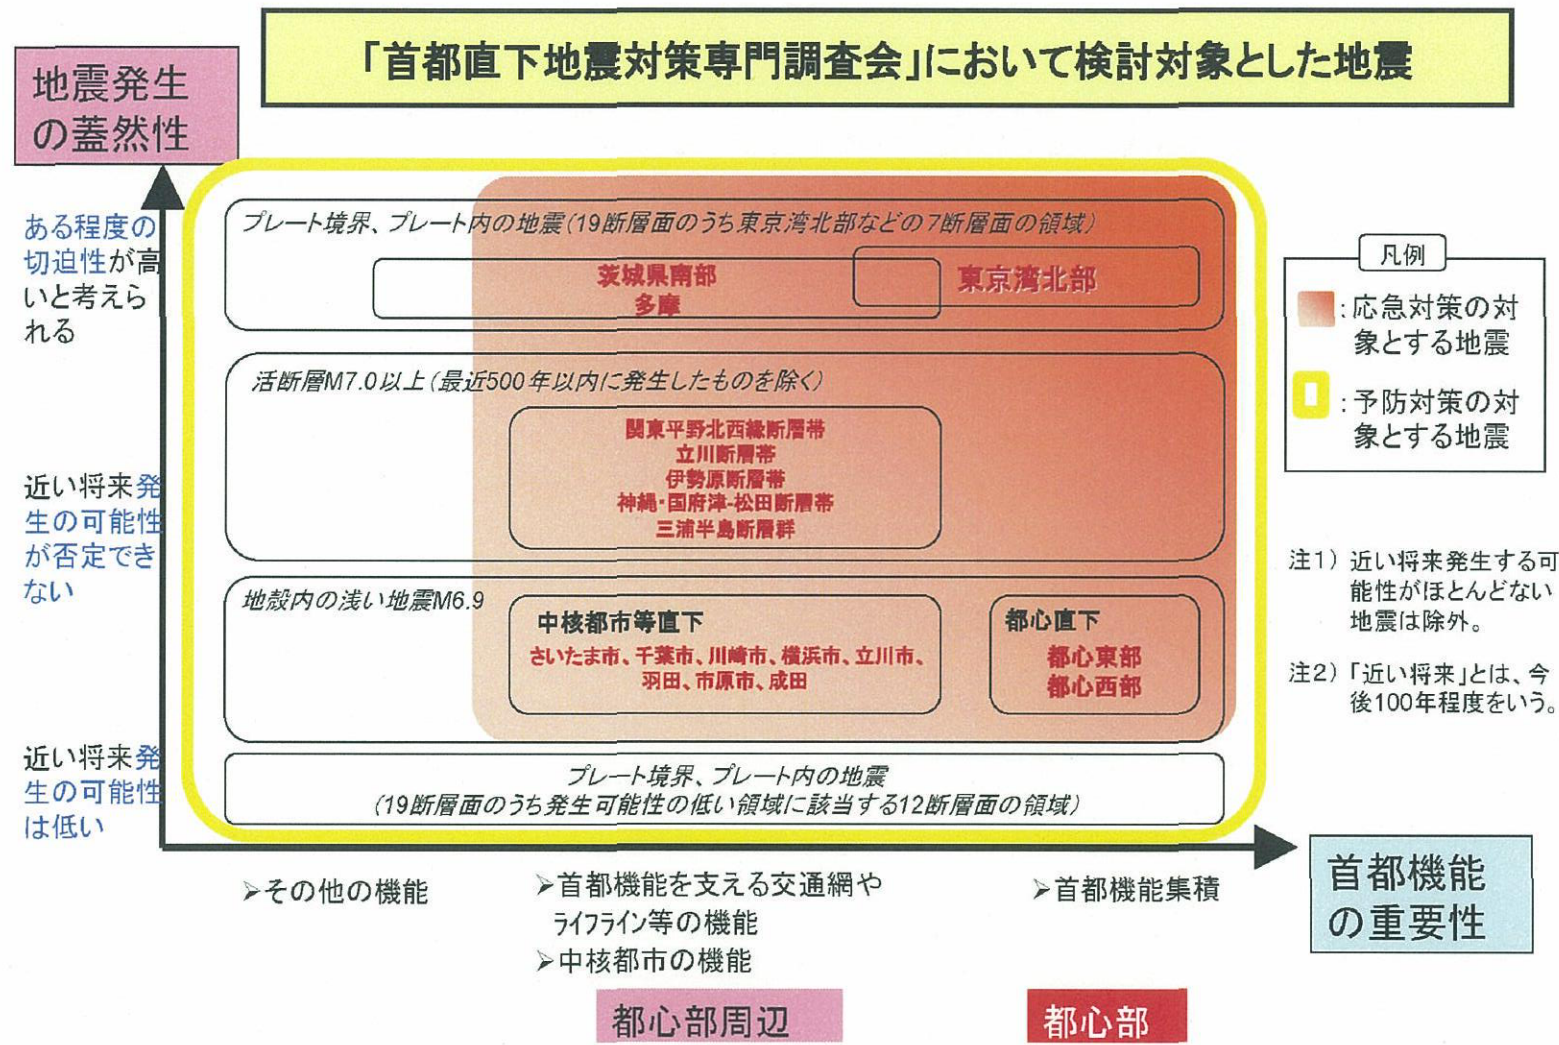 「首都直下地震対策専門調査会」において検討対象とした地震
地震発生
の蓋然性
ある程度の
切迫性が高
いと考えら
れる
近い将来発
生の可能性
が否定でき
ない
近い将来発
生の可能性
は低い
プレート境界、プレート内の地震(19断層面のうち東京湾北部などの7断層面の領域)
茨城県南部
多摩
東京湾北部
活断層M7.0以上(最近500年以内に発生したものを除く)
関東平野北西縁断層帯
立川断層帯
伊勢原断層帯
神縄・国府津-松田断層帯
三浦半島断層群
地殻内の浅い地震M6.9
中核都市等直下
さいたま市、千葉市、川崎市、横浜市、立川市、
羽田、市原市、成田
都心直下
都心東部
都心西部
プレート境界、プレート内の地震
(19断層面のうち発生可能性の低い領域に該当する12断層面の領域)
凡例
:応急対策の対
象とする地震
:予防対策の対
象とする地震
注1) 近い将来発生する可
能性がほとんどない
地震は除外。
注2)「近い将来」とは、今
後100年程度をいう。
➢その他の機能
➢首都機能を支える交通網や
ライフライン等の機能
➢中核都市の機能
➢首都機能集積
首都機能
の重要性
都心部周辺
都心部